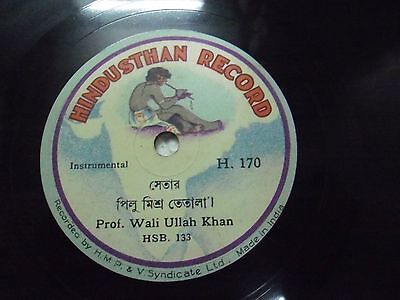 HINDUSTHAN RECORD
Instrumental H. 170
সেতার
পিলু মিশ্র তেতালা।
Prof. Wali Ullah Khan
HSB. 133
Recorded by H.M.P. & V. Syndicate Ltd., Made in India